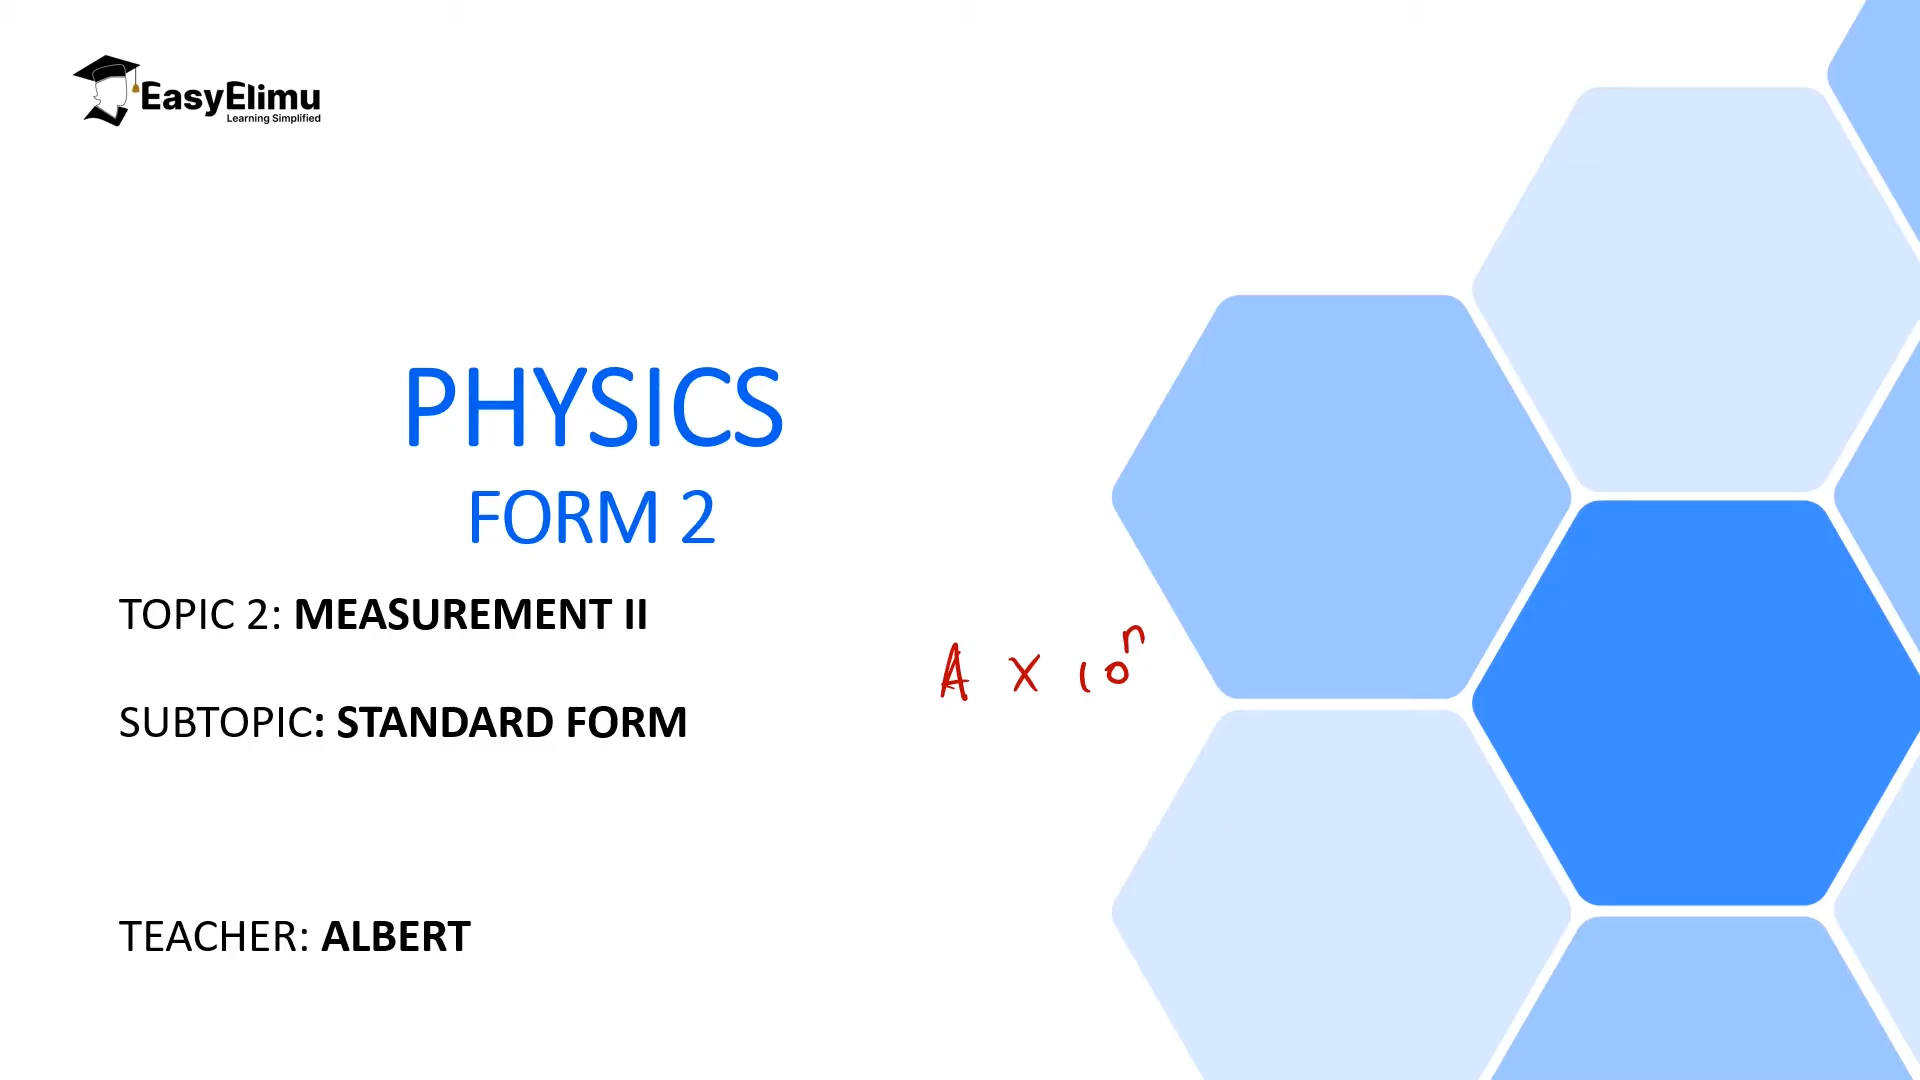 EasyElimu
Learning Simplified
PHYSICS
FORM 2
TOPIC 2: MEASUREMENT II
A X 10ⁿ
SUBTOPIC: STANDARD FORM
TEACHER: ALBERT